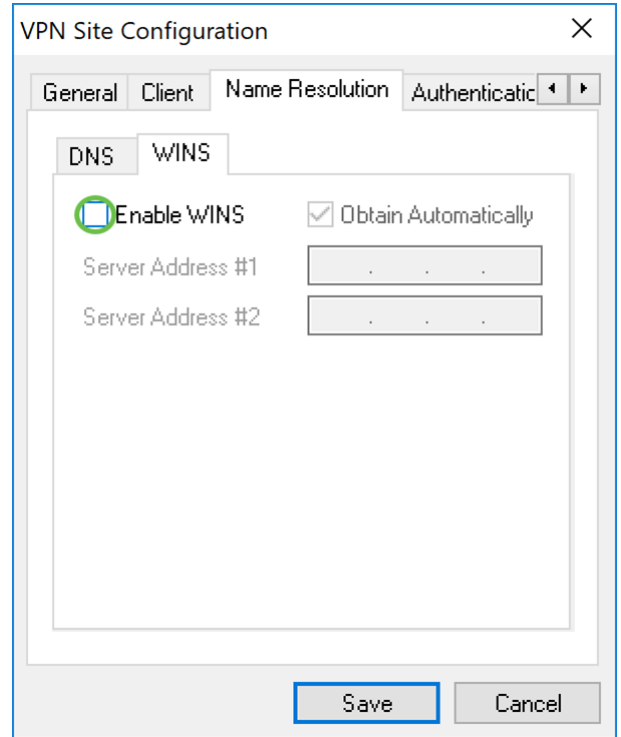 VPN Site Configuration
General Client Name Resolution Authenticatic
DNS WINS
Enable WINS Obtain Automatically
Server Address #1 . . .
Server Address #2 . . .
Save Cancel